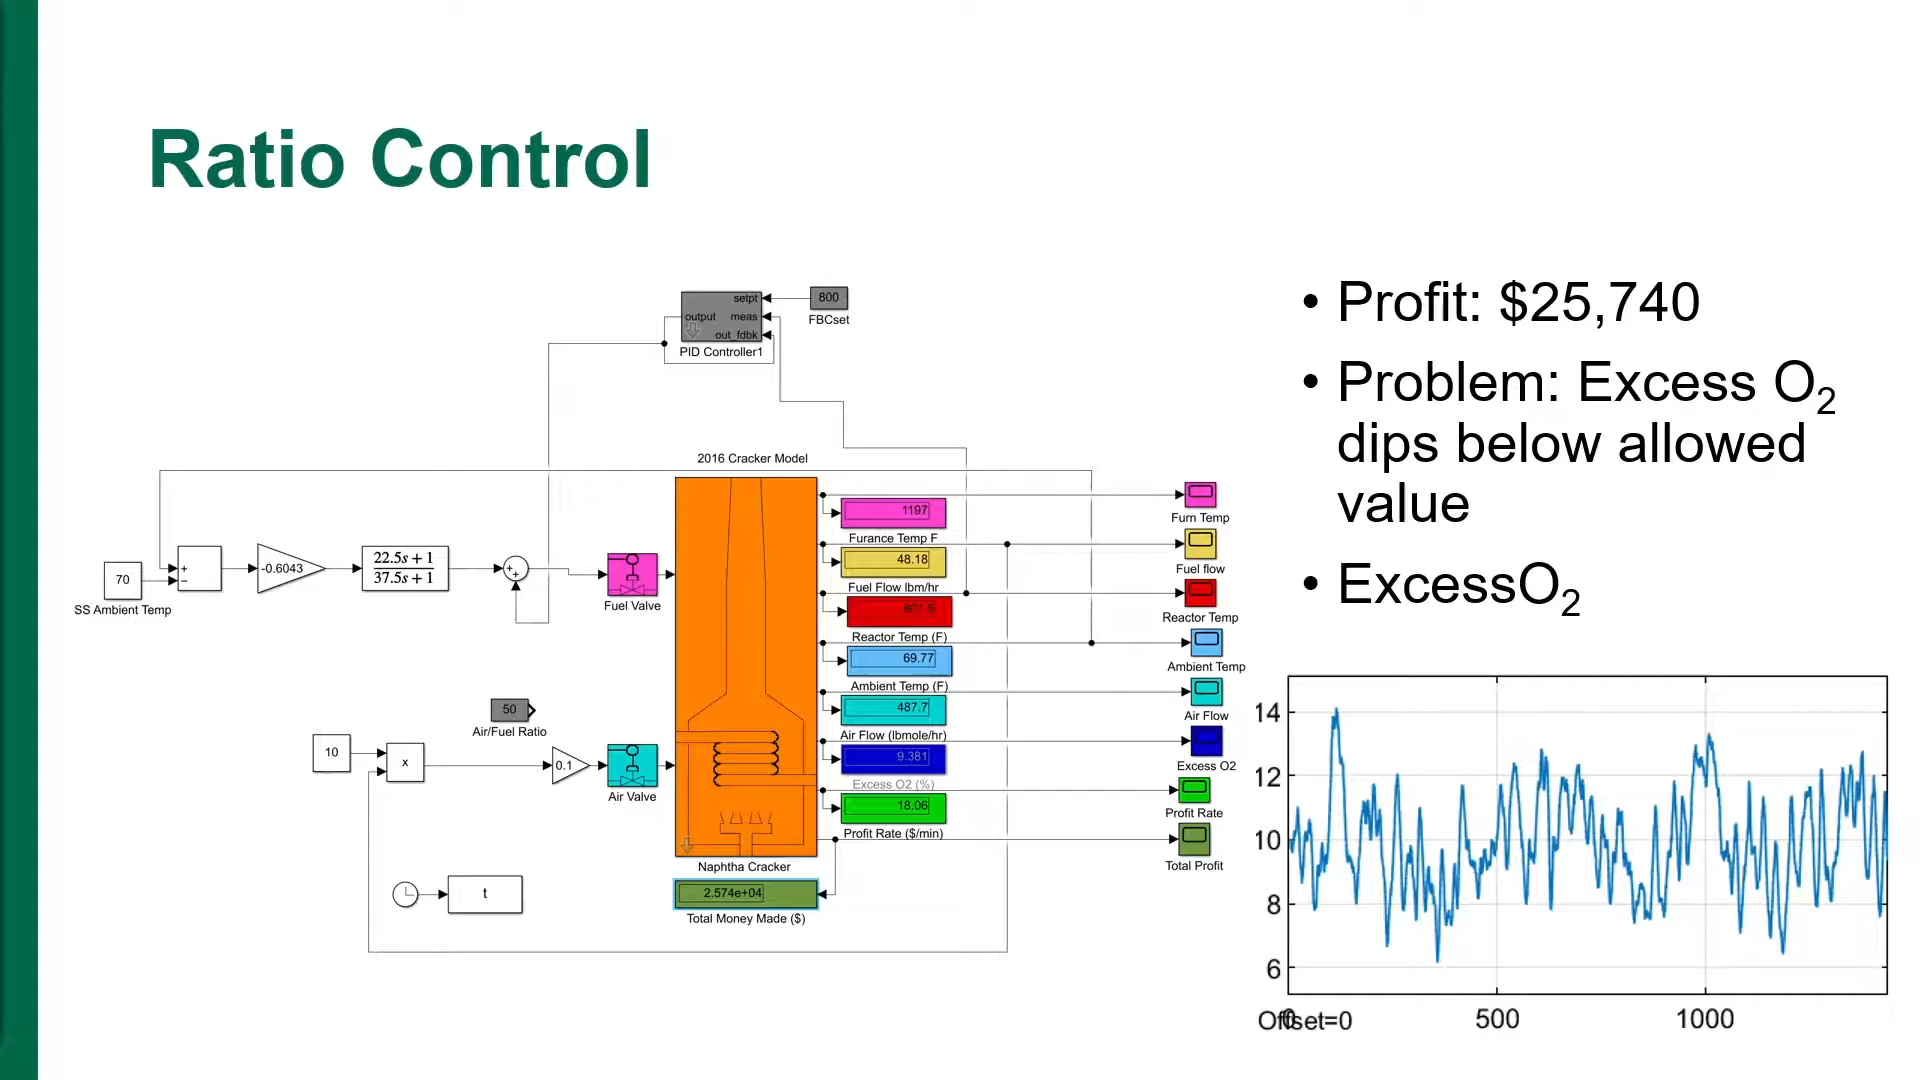 Ratio Control
setpt
output
meas
out_fdbk
PID Controller1
800
FBCset
• Profit: $25,740
• Problem: Excess O2
dips below allowed
value
• ExcessO2
2016 Cracker Model
70
SS Ambient Temp
+
−
-0.6043
22.5s + 1
37.5s + 1
+
+
Fuel Valve
50
Air/Fuel Ratio
10
x
0.1
Air Valve
t
Naphtha Cracker
2.574e+04
Total Money Made ($)
1197
Furance Temp F
48.18
Fuel Flow lbm/hr
Reactor Temp (F)
69.77
Ambient Temp (F)
487.7
Air Flow (lbmole/hr)
9.381
Excess O2 (%)
18.06
Profit Rate ($/min)
Furn Temp
Fuel flow
Reactor Temp
Ambient Temp
Air Flow
Excess O2
Profit Rate
Total Profit
14
12
10
8
6
0
500
1000
Offset=0